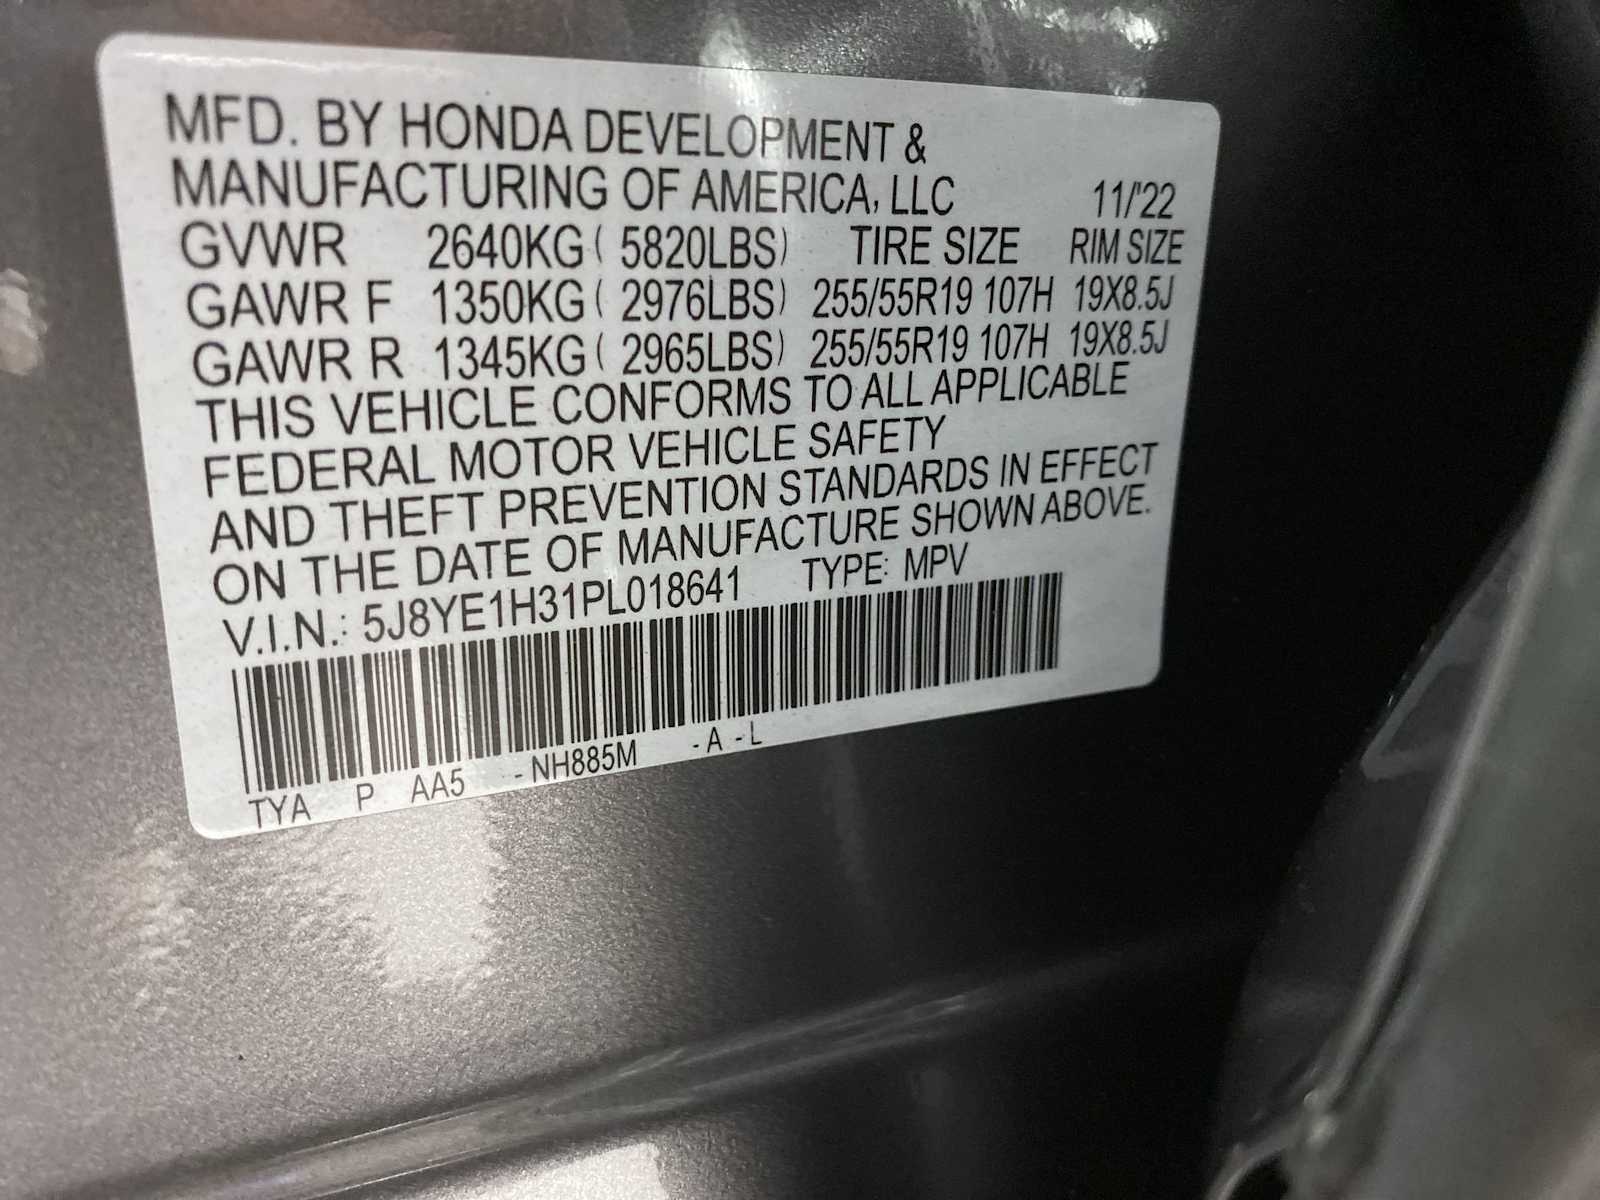 MFD. BY HONDA DEVELOPMENT &
MANUFACTURING OF AMERICA, LLC 11/'22
GVWR 2640KG ( 5820LBS) TIRE SIZE RIM SIZE
GAWR F 1350KG ( 2976LBS) 255/55R19 107H 19X8.5J
GAWR R 1345KG ( 2965LBS) 255/55R19 107H 19X8.5J
THIS VEHICLE CONFORMS TO ALL APPLICABLE
FEDERAL MOTOR VEHICLE SAFETY
AND THEFT PREVENTION STANDARDS IN EFFECT
ON THE DATE OF MANUFACTURE SHOWN ABOVE.
V.I.N.: 5J8YE1H31PL018641 TYPE: MPV
TYA P AA5 - NH885M - A - L